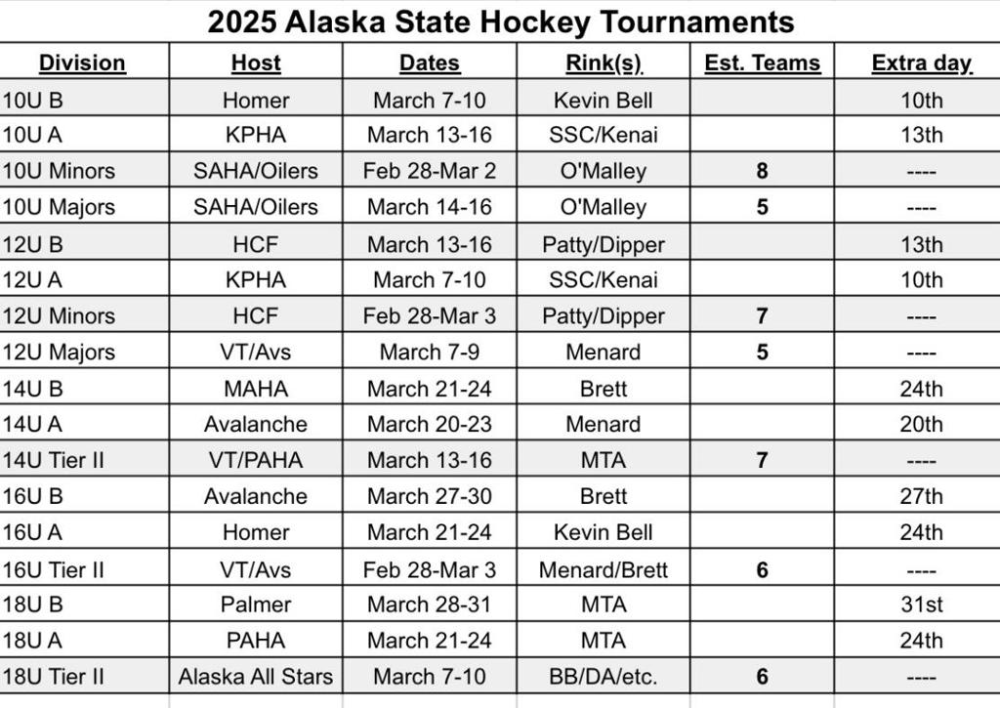 2025 Alaska State Hockey Tournaments
Division Host Dates Rink(s) Est. Teams Extra day
10U B Homer March 7-10 Kevin Bell 10th
10U A KPHA March 13-16 SSC/Kenai 13th
10U Minors SAHA/Oilers Feb 28-Mar 2 O'Malley 8 ----
10U Majors SAHA/Oilers March 14-16 O'Malley 5 ----
12U B HCF March 13-16 Patty/Dipper 13th
12U A KPHA March 7-10 SSC/Kenai 10th
12U Minors HCF Feb 28-Mar 3 Patty/Dipper 7 ----
12U Majors VT/Avs March 7-9 Menard 5 ----
14U B MAHA March 21-24 Brett 24th
14U A Avalanche March 20-23 Menard 20th
14U Tier II VT/PAHA March 13-16 MTA 7 ----
16U B Avalanche March 27-30 Brett 27th
16U A Homer March 21-24 Kevin Bell 24th
16U Tier II VT/Avs Feb 28-Mar 3 Menard/Brett 6 ----
18U B Palmer March 28-31 MTA 31st
18U A PAHA March 21-24 MTA 24th
18U Tier II Alaska All Stars March 7-10 BB/DA/etc. 6 ----